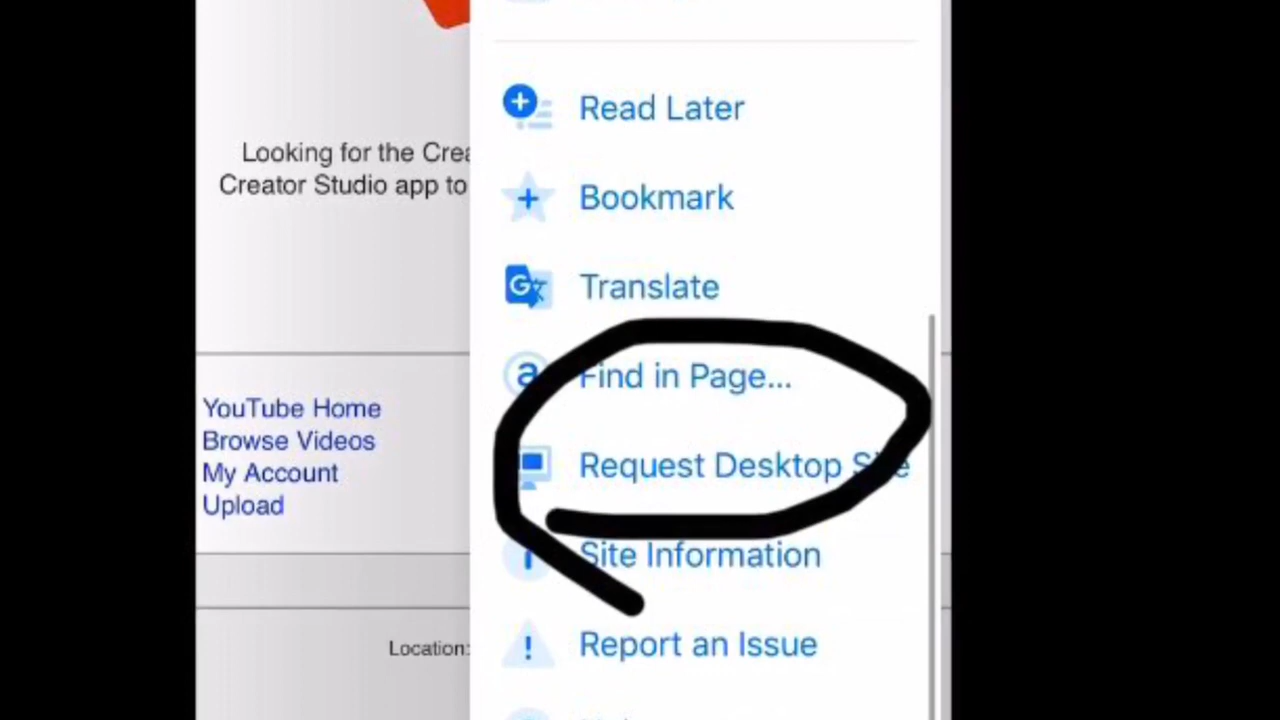 Read Later
Looking for the Crea
Creator Studio app to
Bookmark
Translate
Find in Page...
YouTube Home
Browse Videos
My Account
Upload
Request Desktop Site
Site Information
Location:
Report an Issue